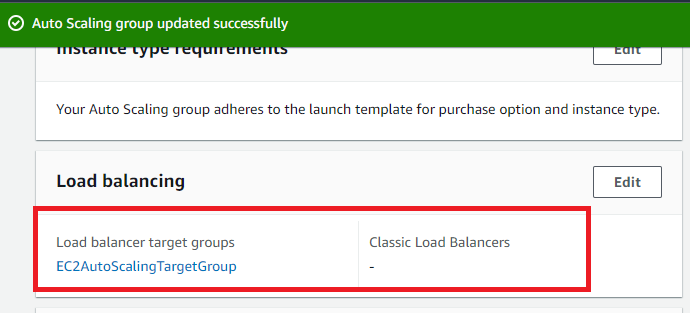 Auto Scaling group updated successfully
Instance type requirements
Edit
Your Auto Scaling group adheres to the launch template for purchase option and instance type.
Load balancing
Edit
Load balancer target groups
Classic Load Balancers
EC2AutoScalingTargetGroup
-